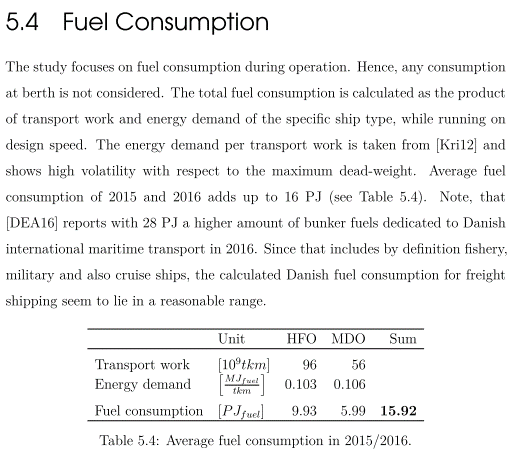 5.4 Fuel Consumption
The study focuses on fuel consumption during operation. Hence, any consumption
at berth is not considered. The total fuel consumption is calculated as the product
of transport work and energy demand of the specific ship type, while running on
design speed. The energy demand per transport work is taken from [Kri12] and
shows high volatility with respect to the maximum dead-weight. Average fuel
consumption of 2015 and 2016 adds up to 16 PJ (see Table 5.4). Note, that
[DEA16] reports with 28 PJ a higher amount of bunker fuels dedicated to Danish
international maritime transport in 2016. Since that includes by definition fishery,
military and also cruise ships, the calculated Danish fuel consumption for freight
shipping seem to lie in a reasonable range.
Unit HFO MDO Sum
Transport work [10⁹tkm] 96 56
Energy demand [MJ_fuel/tkm] 0.103 0.106
Fuel consumption [PJ_fuel] 9.93 5.99 15.92
Table 5.4: Average fuel consumption in 2015/2016.